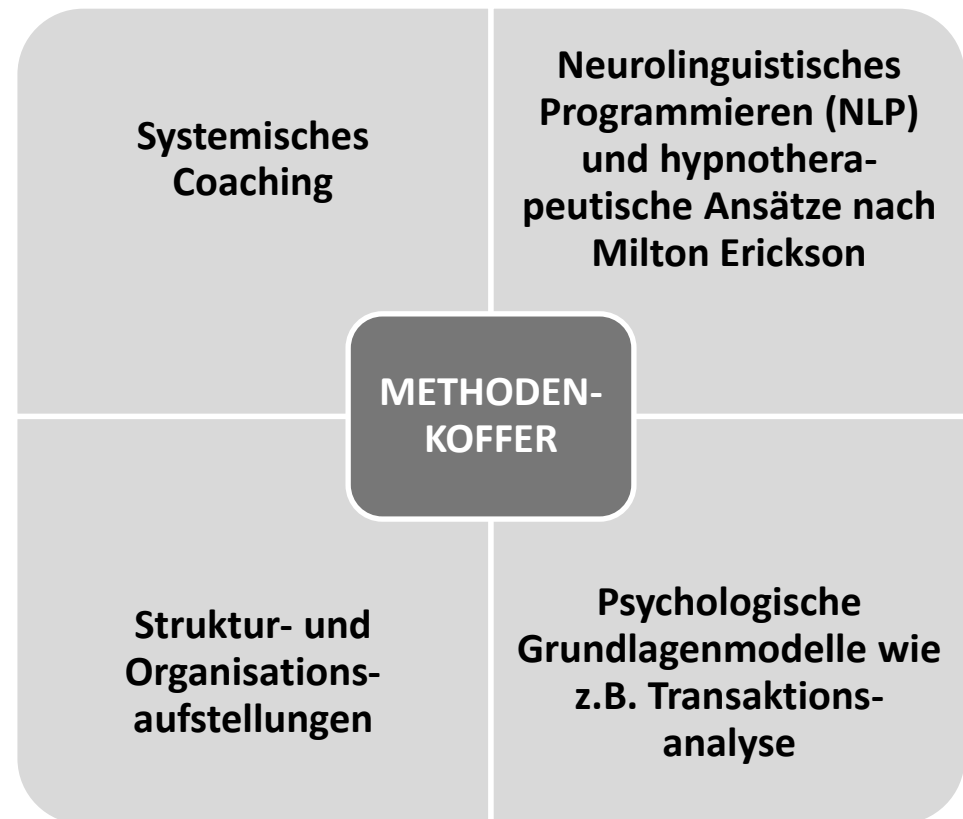 Systemisches
Coaching
Neurolinguistisches
Programmieren (NLP)
und hypnothera-
peutische Ansätze nach
Milton Erickson
METHODEN-
KOFFER
Struktur- und
Organisations-
aufstellungen
Psychologische
Grundlagenmodelle wie
z.B. Transaktions-
analyse